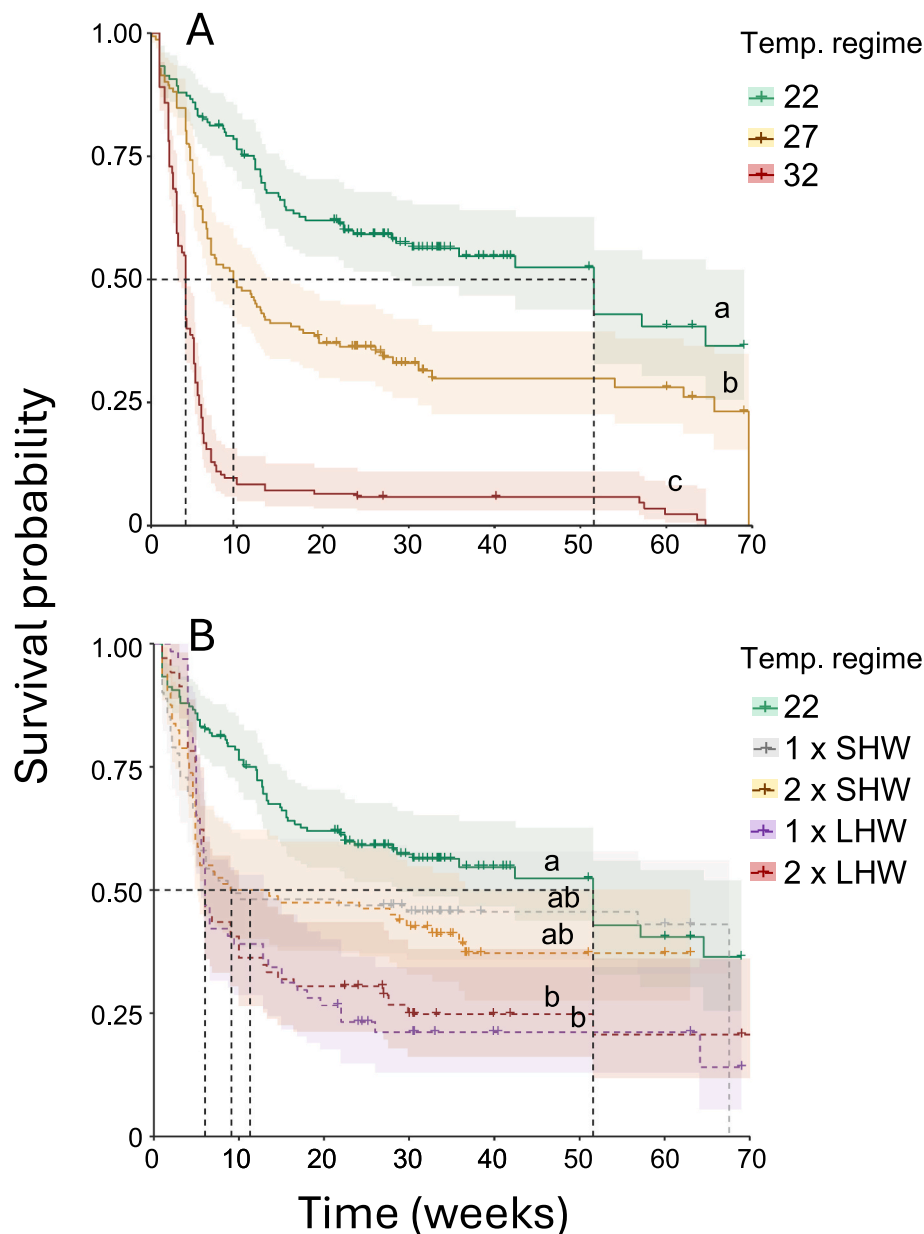 A
Temp. regime
22
27
32
1.00
0.75
0.50
0.25
0
a
b
c
0 10 20 30 40 50 60 70
Survival probability
B
Temp. regime
22
1 x SHW
2 x SHW
1 x LHW
2 x LHW
1.00
0.75
0.50
0.25
0
a
ab
ab
b
b
0 10 20 30 40 50 60 70
Time (weeks)